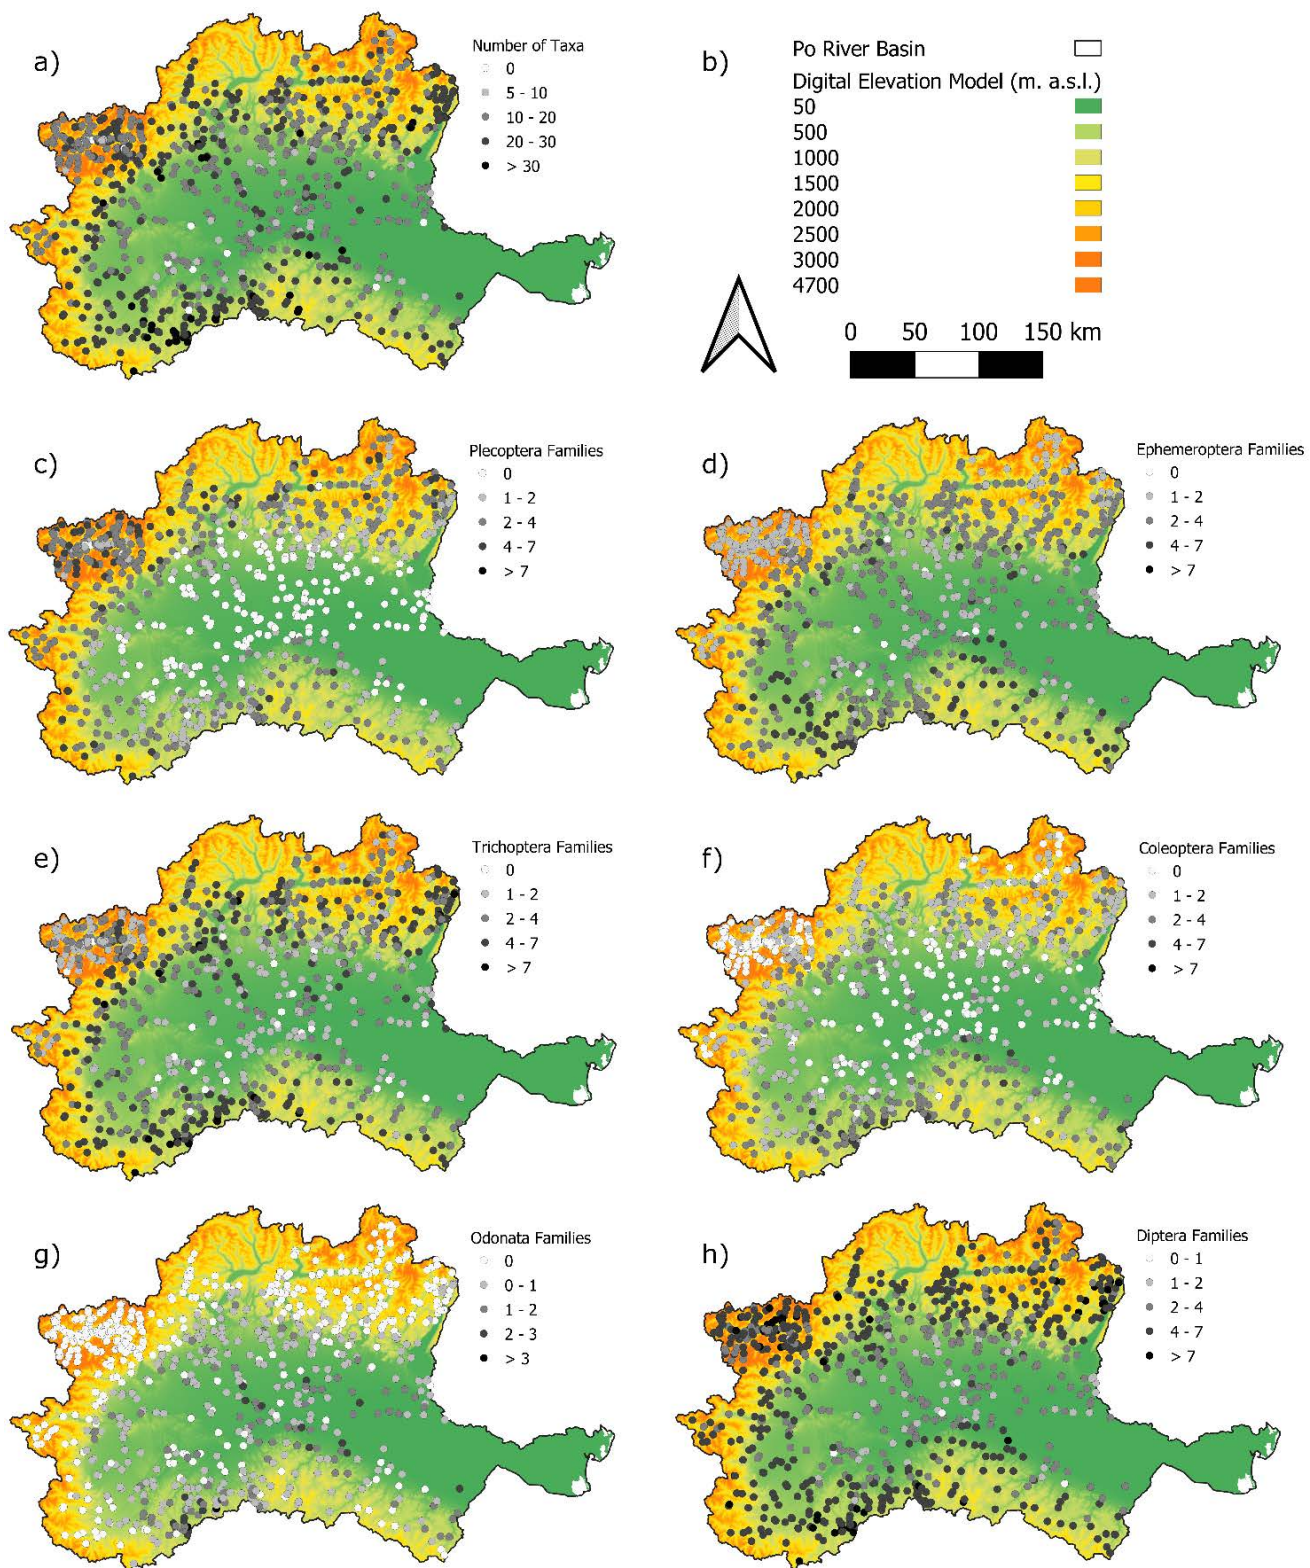 a)
Number of Taxa
0
5 - 10
10 - 20
20 - 30
> 30
b)
Po River Basin
Digital Elevation Model (m. a.s.l.)
50
500
1000
1500
2000
2500
3000
4700
0 50 100 150 km
c)
Plecoptera Families
0
1 - 2
2 - 4
4 - 7
> 7
d)
Ephemeroptera Families
0
1 - 2
2 - 4
4 - 7
> 7
e)
Trichoptera Families
0
1 - 2
2 - 4
4 - 7
> 7
f)
Coleoptera Families
0
1 - 2
2 - 4
4 - 7
> 7
g)
Odonata Families
0
0 - 1
1 - 2
2 - 3
> 3
h)
Diptera Families
0 - 1
1 - 2
2 - 4
4 - 7
> 7